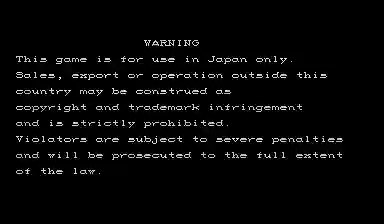 WARNING
This game is for use in Japan only.
Sales, export or operation outside this
country may be construed as
copyright and trademark infringement
and is strictly prohibited.
Violators are subject to severe penalties
and will be prosecuted to the full extent
of the law.